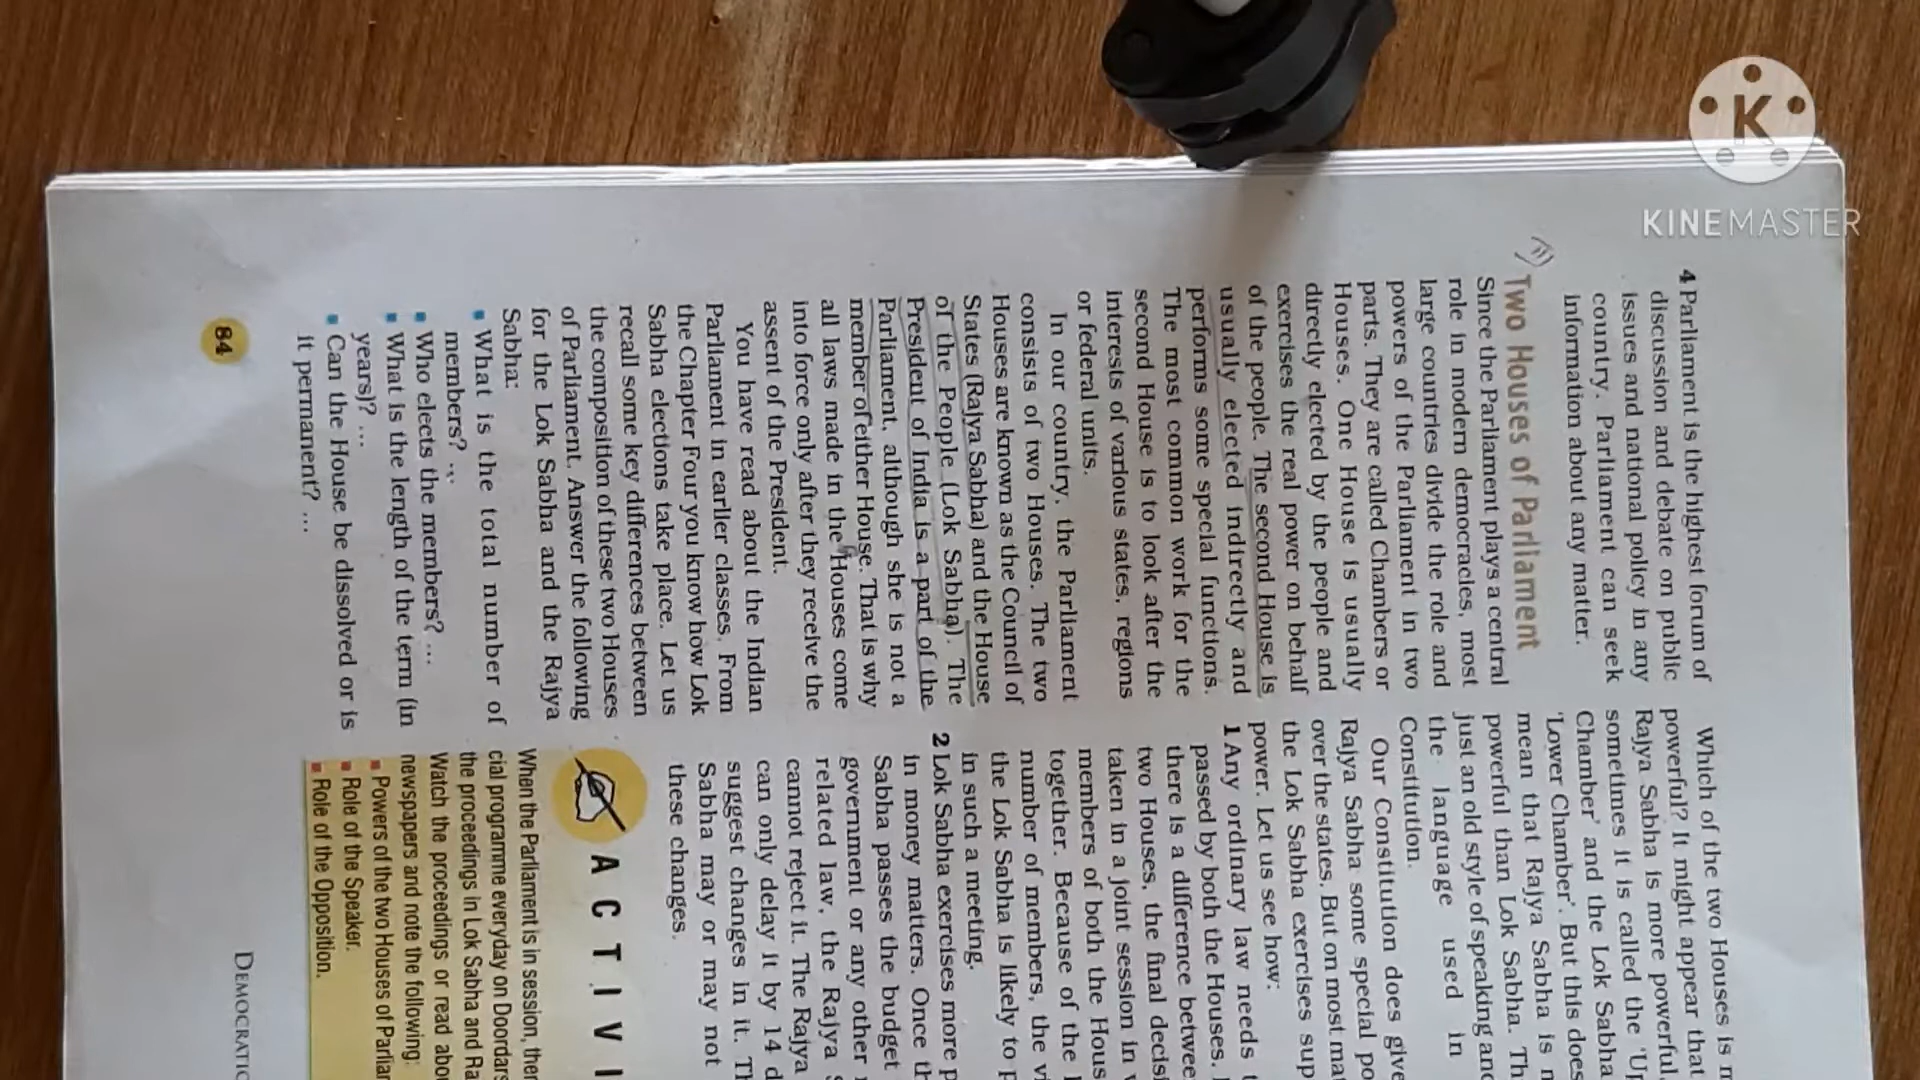 K
KINEMASTER
4 Parliament is the highest forum of
discussion and debate on public
issues and national policy in any
country. Parliament can seek
information about any matter.
Two Houses of Parliament
Since the Parliament plays a central
role in modern democracies, most
large countries divide the role and
powers of the Parliament in two
parts. They are called Chambers or
Houses. One House is usually
directly elected by the people and
exercises the real power on behalf
of the people. The second House is
usually elected indirectly and
performs some special functions.
The most common work for the
second House is to look after the
interests of various states, regions
or federal units.
In our country, the Parliament
consists of two Houses. The two
Houses are known as the Council of
States (Rajya Sabha) and the House
of the People (Lok Sabha). The
President of India is a part of the
Parliament, although she is not a
member of either House. That is why
all laws made in the Houses come
into force only after they receive the
assent of the President.
You have read about the Indian
Parliament in earlier classes. From
the Chapter Four you know how Lok
Sabha elections take place. Let us
recall some key differences between
the composition of these two Houses
of Parliament. Answer the following
for the Lok Sabha and the Rajya
Sabha:
▪ What is the total number of
members? ...
▪ Who elects the members? ...
▪ What is the length of the term (in
years)? ...
▪ Can the House be dissolved or is
it permanent? ...
84
Which of the two Houses is
powerful? It might appear that
Rajya Sabha is more powerful
sometimes it is called the
Chamber' and the Lok Sabha
'Lower Chamber'. But this does
mean that Rajya Sabha is
powerful than Lok Sabha.
just an old style of speaking
the language used in
Constitution.
Our Constitution does give
Rajya Sabha some special
over the states. But on most
the Lok Sabha exercises
power. Let us see how:
1 Any ordinary law needs
passed by both the Houses.
there is a difference
two Houses, the final
taken in a joint session in
members of both the
together. Because of the
number of members, the
the Lok Sabha is likely to
in such a meeting.
2 Lok Sabha exercises more
in money matters. Once
Sabha passes the budget
government or any other
related law, the Rajya
cannot reject it. The Rajya
can only delay it by 14
suggest changes in it.
Sabha may or may not
these changes.
ACTIVI
When the Parliament is in session,
cial programme everyday on
the proceedings in Lok Sabha and
Watch the proceedings or read
newspapers and note the following:
▪ Powers of the two Houses of
▪ Role of the Speaker.
▪ Role of the Opposition.
DEMOCRATIC